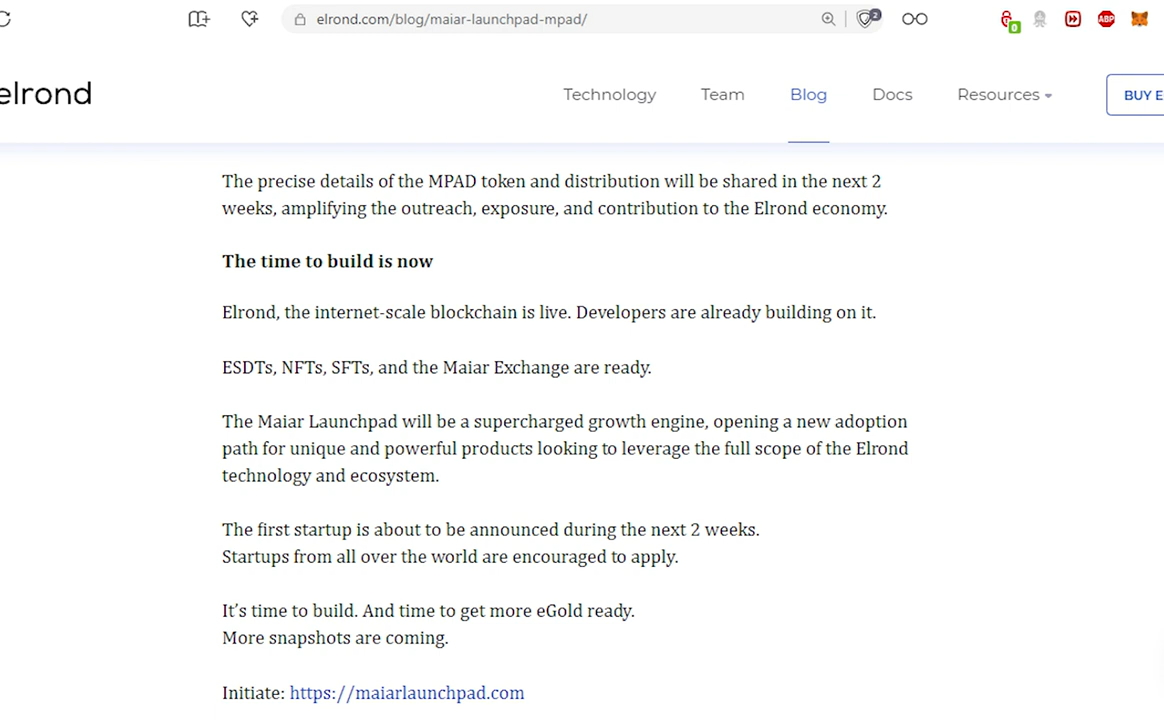 elrond.com/blog/maiar-launchpad-mpad/
2
0
ABP
elrond
Technology
Team
Blog
Docs
Resources
BUY E
The precise details of the MPAD token and distribution will be shared in the next 2
weeks, amplifying the outreach, exposure, and contribution to the Elrond economy.
The time to build is now
Elrond, the internet-scale blockchain is live. Developers are already building on it.
ESDTs, NFTs, SFTs, and the Maiar Exchange are ready.
The Maiar Launchpad will be a supercharged growth engine, opening a new adoption
path for unique and powerful products looking to leverage the full scope of the Elrond
technology and ecosystem.
The first startup is about to be announced during the next 2 weeks.
Startups from all over the world are encouraged to apply.
It’s time to build. And time to get more eGold ready.
More snapshots are coming.
Initiate: https://maiarlaunchpad.com